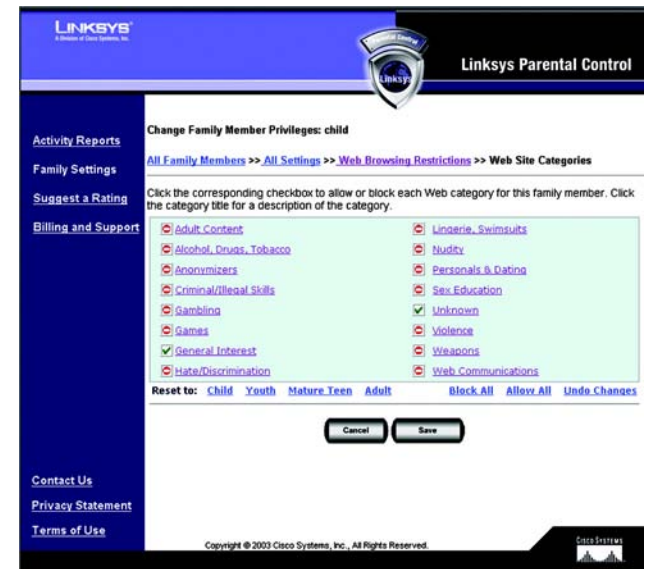 LINKSYS®
A Division of Cisco Systems, Inc.
Parental Control
Linksys
Linksys Parental Control
Activity Reports
Family Settings
Suggest a Rating
Billing and Support
Change Family Member Privileges: child
All Family Members >> All Settings >> Web Browsing Restrictions >> Web Site Categories
Click the corresponding checkbox to allow or block each Web category for this family member. Click
the category title for a description of the category.
Adult Content
Alcohol, Drugs, Tobacco
Anonymizers
Criminal/Illegal Skills
Gambling
Games
General Interest
Hate/Discrimination
Lingerie, Swimsuits
Nudity
Personals & Dating
Sex Education
Unknown
Violence
Weapons
Web Communications
Reset to: Child Youth Mature Teen Adult Block All Allow All Undo Changes
Cancel Save
Contact Us
Privacy Statement
Terms of Use
Copyright © 2003 Cisco Systems, Inc., All Rights Reserved.
CISCO SYSTEMS